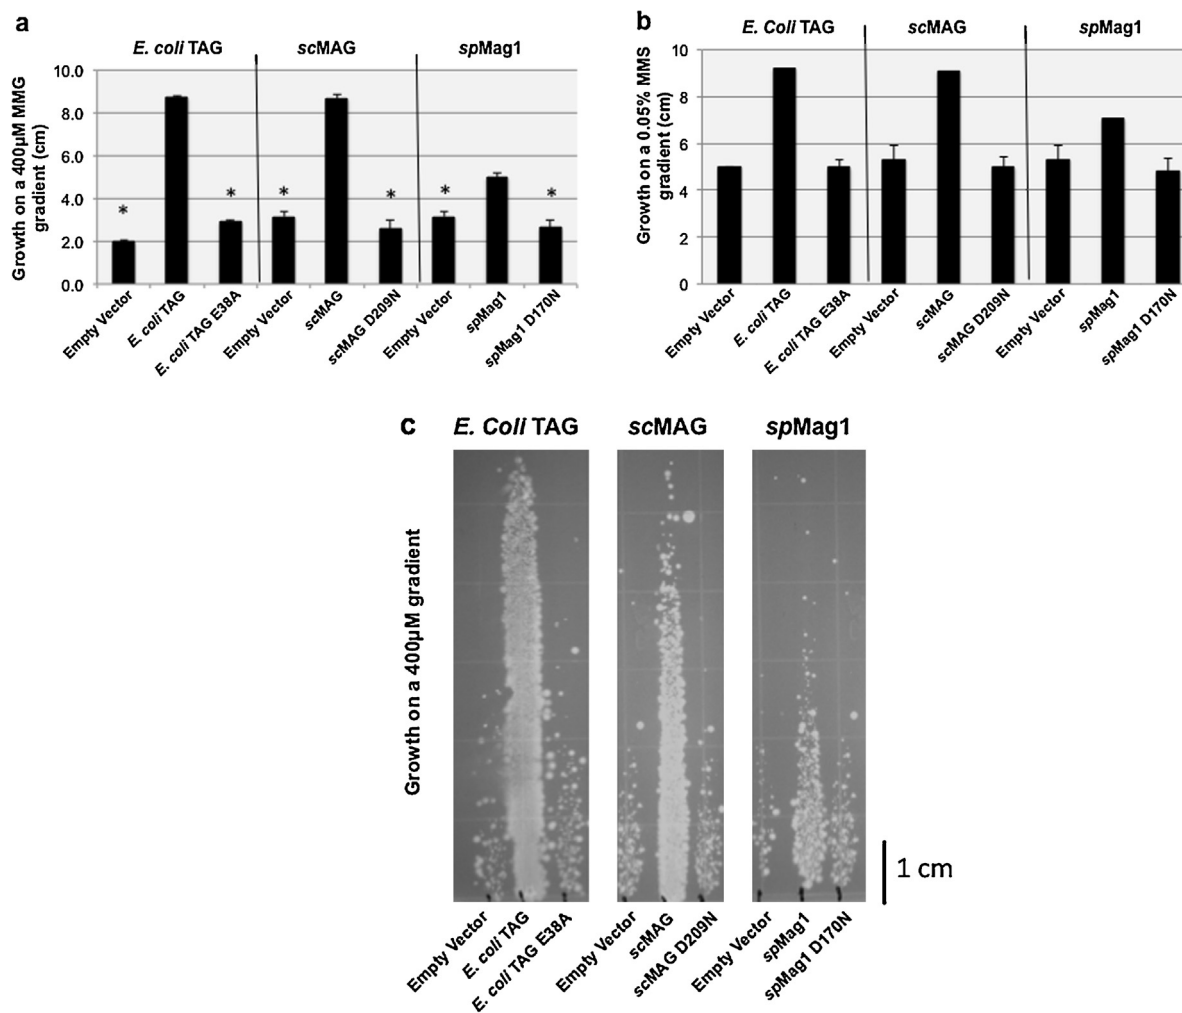 a
E. coli TAG
scMAG
spMag1
Growth on a 400µM MMG
gradient (cm)
10.0
8.0
6.0
4.0
2.0
0.0
*
*
*
*
*
*
Empty Vector
E. coli TAG
E. coli TAG E38A
Empty Vector
scMAG
scMAG D209N
Empty Vector
spMag1
spMag1 D170N
b
E. coli TAG
scMAG
spMag1
Growth on a 0.05% MMS
gradient (cm)
10
8
6
4
2
0
Empty Vector
E. coli TAG
E. coli TAG E38A
Empty Vector
scMAG
scMAG D209N
Empty Vector
spMag1
spMag1 D170N
c
E. Coli TAG
scMAG
spMag1
Growth on a 400µM gradient
1 cm
Empty Vector
E. coli TAG
E. coli TAG E38A
Empty Vector
scMAG
scMAG D209N
Empty Vector
spMag1
spMag1 D170N